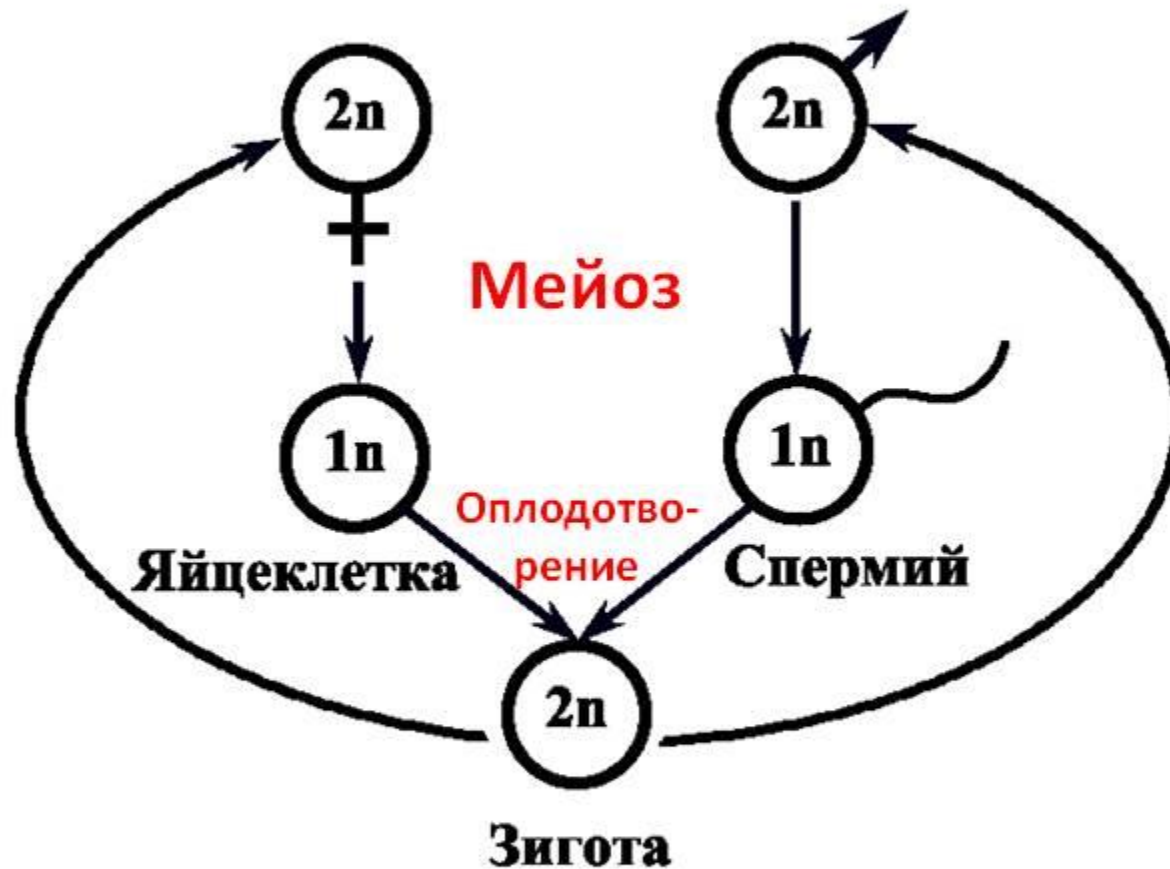 2n
2n
Мейоз
1n
1n
Оплодотво-
рение
Яйцеклетка
Спермий
2n
Зигота